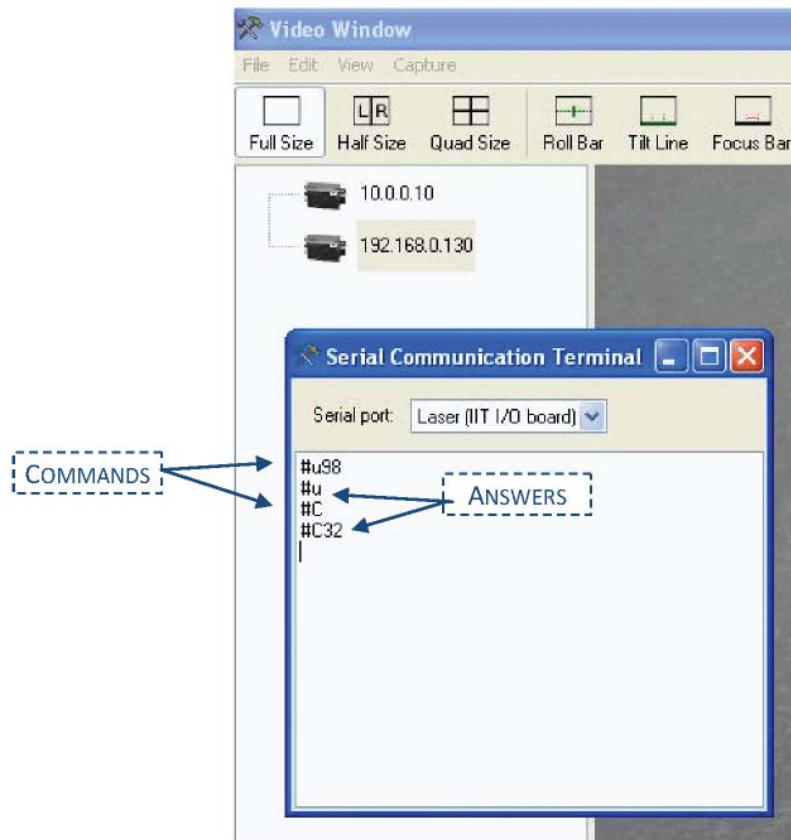 Video Window
File Edit View Capture
Full Size L R Half Size Quad Size Roll Bar Tilt Line Focus Bar
10.0.0.10
192.168.0.130
Serial Communication Terminal
Serial port: Laser (IIT I/O board)
COMMANDS
#u98
#u
ANSWERS
#C
#C32